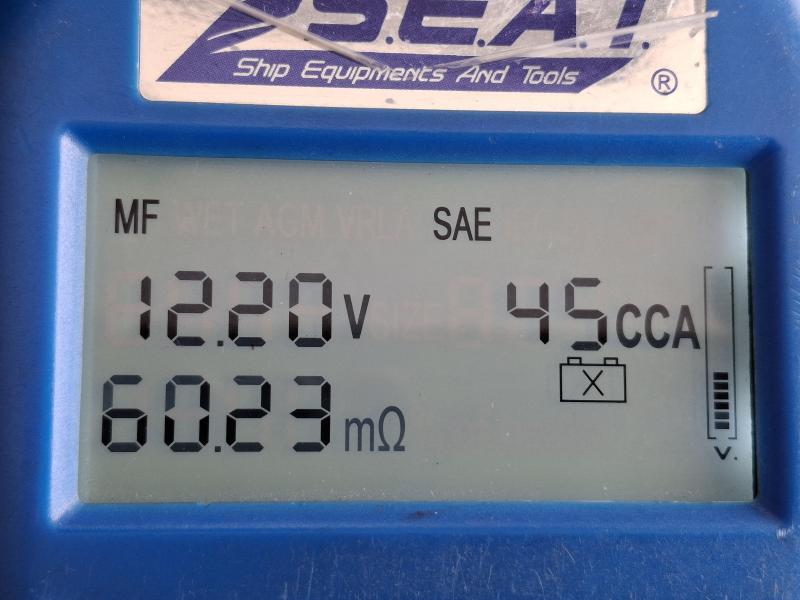 S.E.A.T.
Ship Equipments And Tools
®
MF SAE
12.20V 45CCA
60.23mΩ
V.